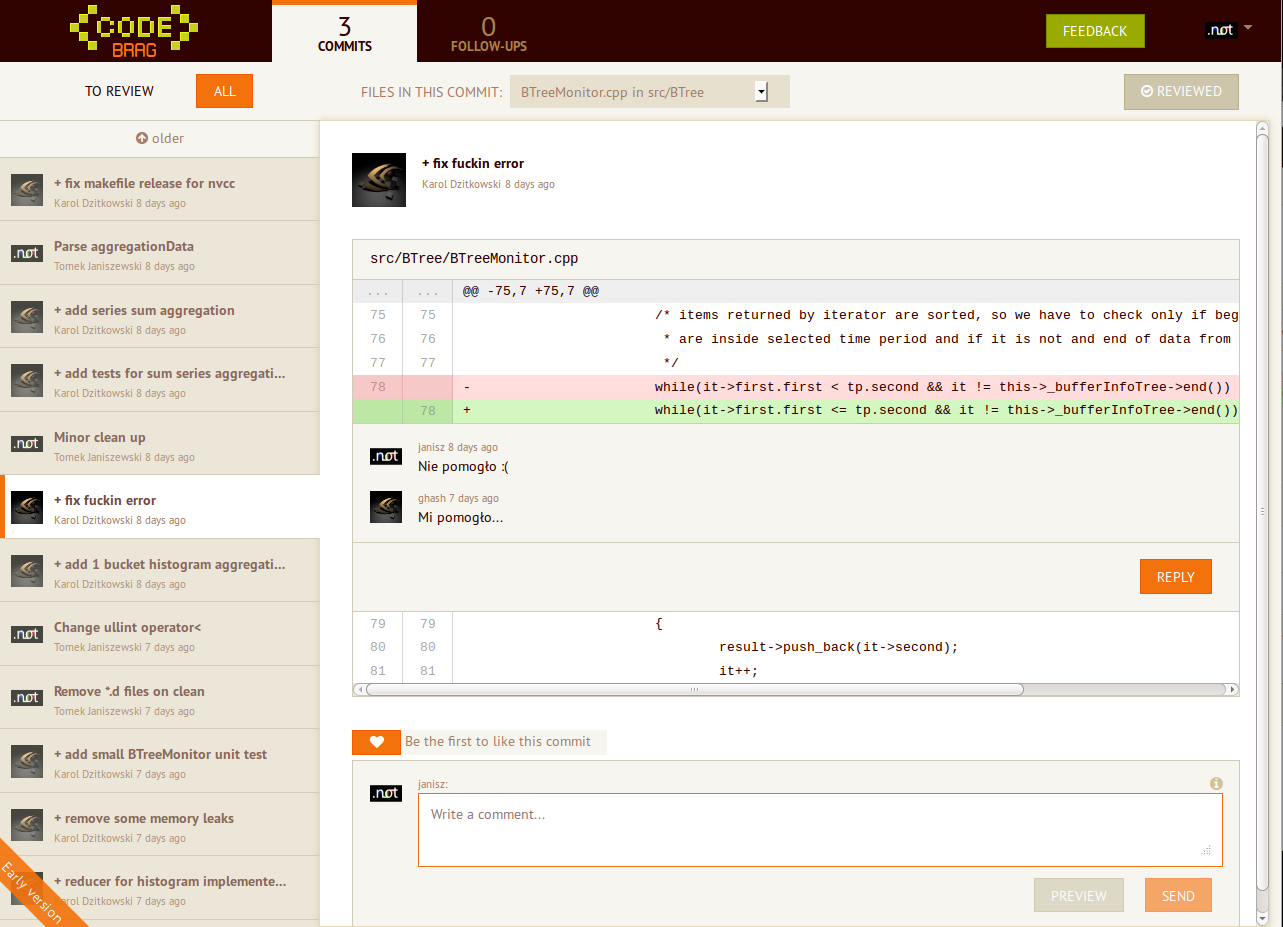 CODE
BRAG
3
COMMITS
0
FOLLOW-UPS
FEEDBACK
.not
TO REVIEW
ALL
FILES IN THIS COMMIT:
BTreeMonitor.cpp in src/BTree
REVIEWED
older
+ fix makefile release for nvcc
Karol Dzitkowski 8 days ago
.not
Parse aggregationData
Tomek Janiszewski 8 days ago
+ add series sum aggregation
Karol Dzitkowski 8 days ago
+ add tests for sum series aggregati...
Karol Dzitkowski 8 days ago
.not
Minor clean up
Tomek Janiszewski 8 days ago
+ fix fuckin error
Karol Dzitkowski 8 days ago
+ add 1 bucket histogram aggregati...
Karol Dzitkowski 8 days ago
.not
Change ullint operator<
Tomek Janiszewski 7 days ago
.not
Remove *.d files on clean
Tomek Janiszewski 7 days ago
+ add small BTreeMonitor unit test
Karol Dzitkowski 7 days ago
+ remove some memory leaks
Karol Dzitkowski 7 days ago
+ reducer for histogram implemente...
arol Dzitkowski 7 days ago
Early version
+ fix fuckin error
Karol Dzitkowski 8 days ago
src/BTree/BTreeMonitor.cpp
... ... @@ -75,7 +75,7 @@
75 75 /* items returned by iterator are sorted, so we have to check only if beg
76 76 * are inside selected time period and if it is not and end of data from
77 77 */
78 - while(it->first.first < tp.second && it != this->_bufferInfoTree->end())
78 + while(it->first.first <= tp.second && it != this->_bufferInfoTree->end())
.not
janisz 8 days ago
Nie pomogło :(
ghash 7 days ago
Mi pomogło...
REPLY
79 79 {
80 80 result->push_back(it->second);
81 81 it++;
Be the first to like this commit
.not
janisz:
Write a comment...
PREVIEW
SEND